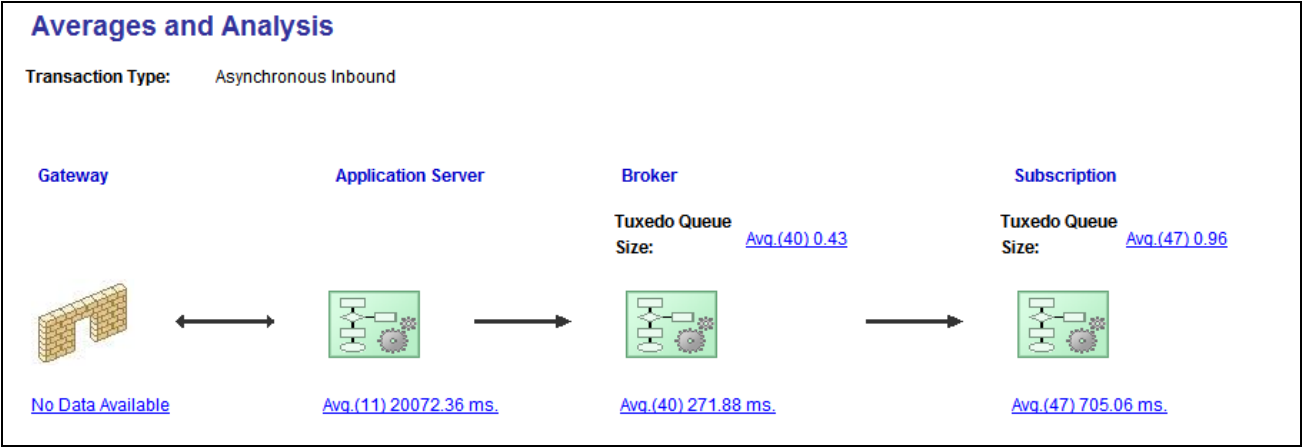 Averages and Analysis
Transaction Type: Asynchronous Inbound
Gateway Application Server Broker Subscription
Tuxedo Queue Size: Avg.(40) 0.43 Tuxedo Queue Size: Avg.(47) 0.96
No Data Available Avg.(11) 20072.36 ms. Avg.(40) 271.88 ms. Avg.(47) 705.06 ms.